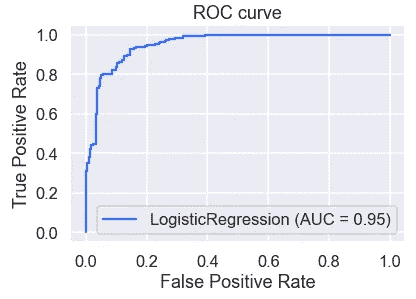 ROC curve
True Positive Rate
1.0
0.8
0.6
0.4
0.2
0.0
LogisticRegression (AUC = 0.95)
0.0 0.2 0.4 0.6 0.8 1.0
False Positive Rate